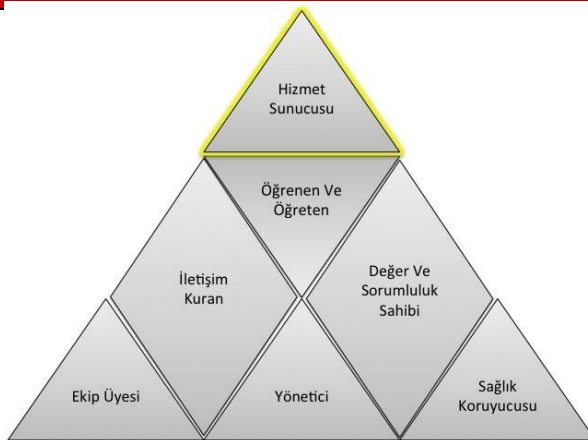 Hizmet
Sunucusu
Öğrenen Ve
Öğreten
İletişim
Kuran
Değer Ve
Sorumluluk
Sahibi
Ekip Üyesi
Yönetici
Sağlık
Koruyucusu